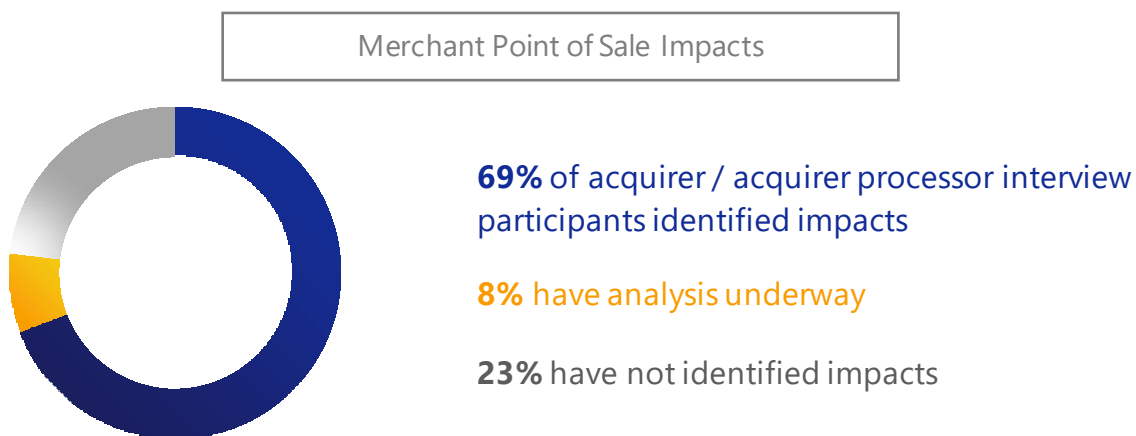 Merchant Point of Sale Impacts
69% of acquirer / acquirer processor interview
participants identified impacts
8% have analysis underway
23% have not identified impacts